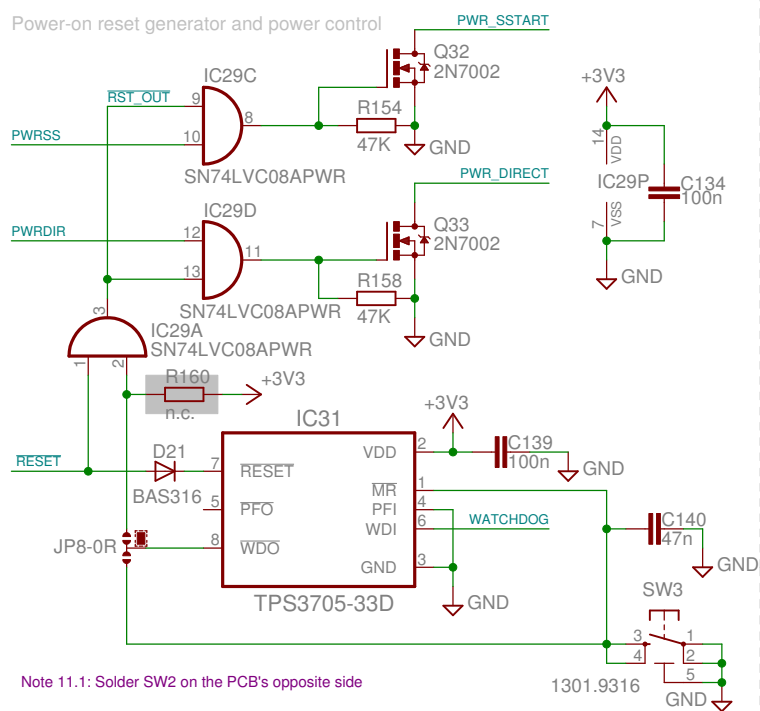 Power-on reset generator and power control
PWR_SSTART
Q32
2N7002
IC29C
RST_OUT
9
8
10
PWRSS
R154
47K
GND
SN74LVC08APWR
+3V3
14
VDD
IC29P
C134
100n
7
VSS
GND
PWR_DIRECT
IC29D
Q33
2N7002
PWRDIR
12
11
13
R158
47K
GND
SN74LVC08APWR
3
IC29A
SN74LVC08APWR
1
2
R160
+3V3
n.c.
IC31
+3V3
D21
RESET
BAS316
7
RESET
5
PFO
8
WDO
VDD
2
MR
1
PFI
4
WDI
6
GND
3
C139
100n
GND
WATCHDOG
C140
47n
GND
JP8-0R
TPS3705-33D
GND
SW3
3
1
4
2
5
1301.9316
GND
Note 11.1: Solder SW2 on the PCB's opposite side